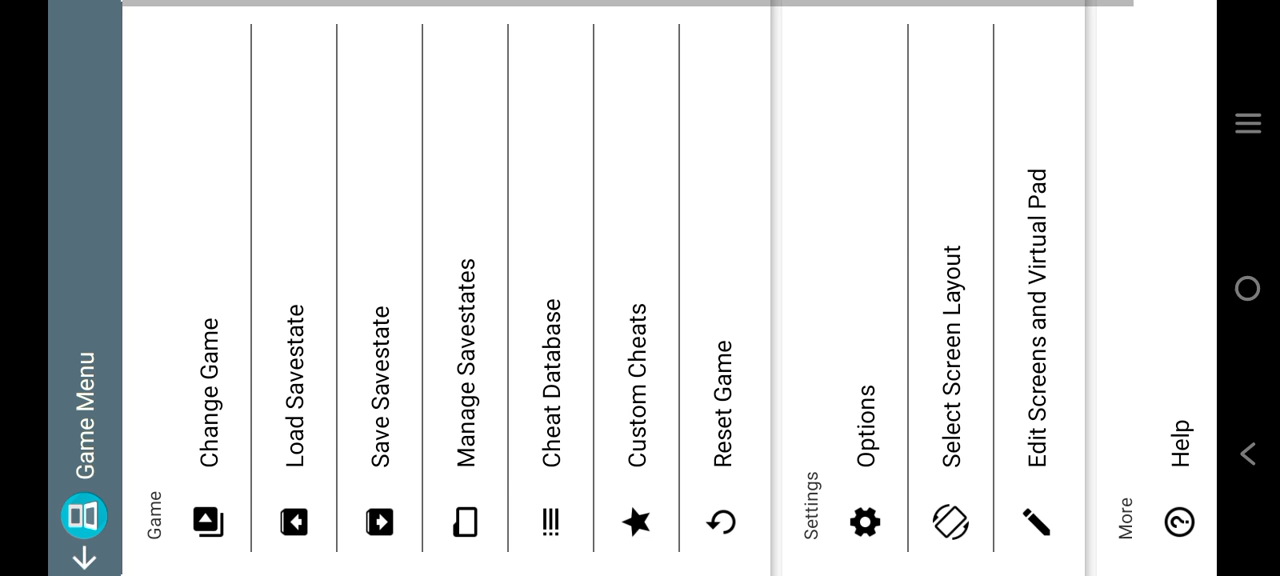 Game Menu
Game
Change Game
Load Savestate
Save Savestate
Manage Savestates
Cheat Database
Custom Cheats
Reset Game
Settings
Options
Select Screen Layout
Edit Screens and Virtual Pad
More
Help